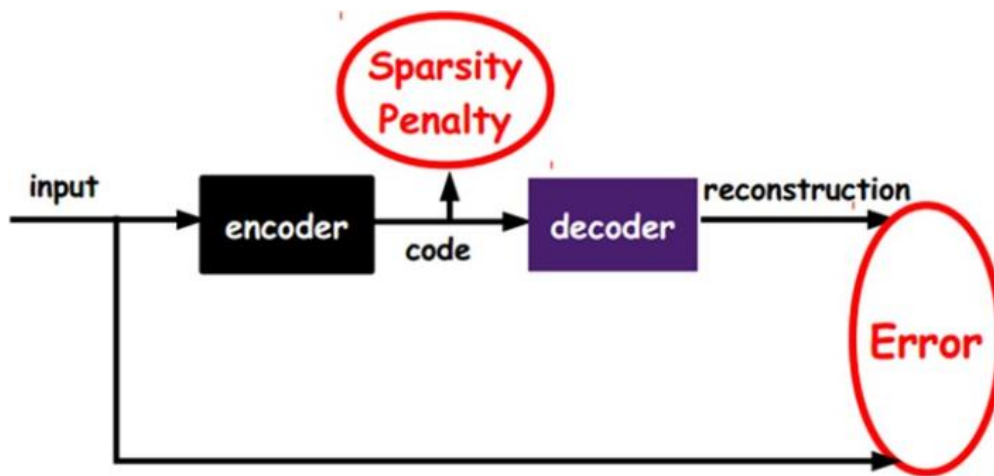 Sparsity
Penalty
input
reconstruction
encoder
decoder
code
Error